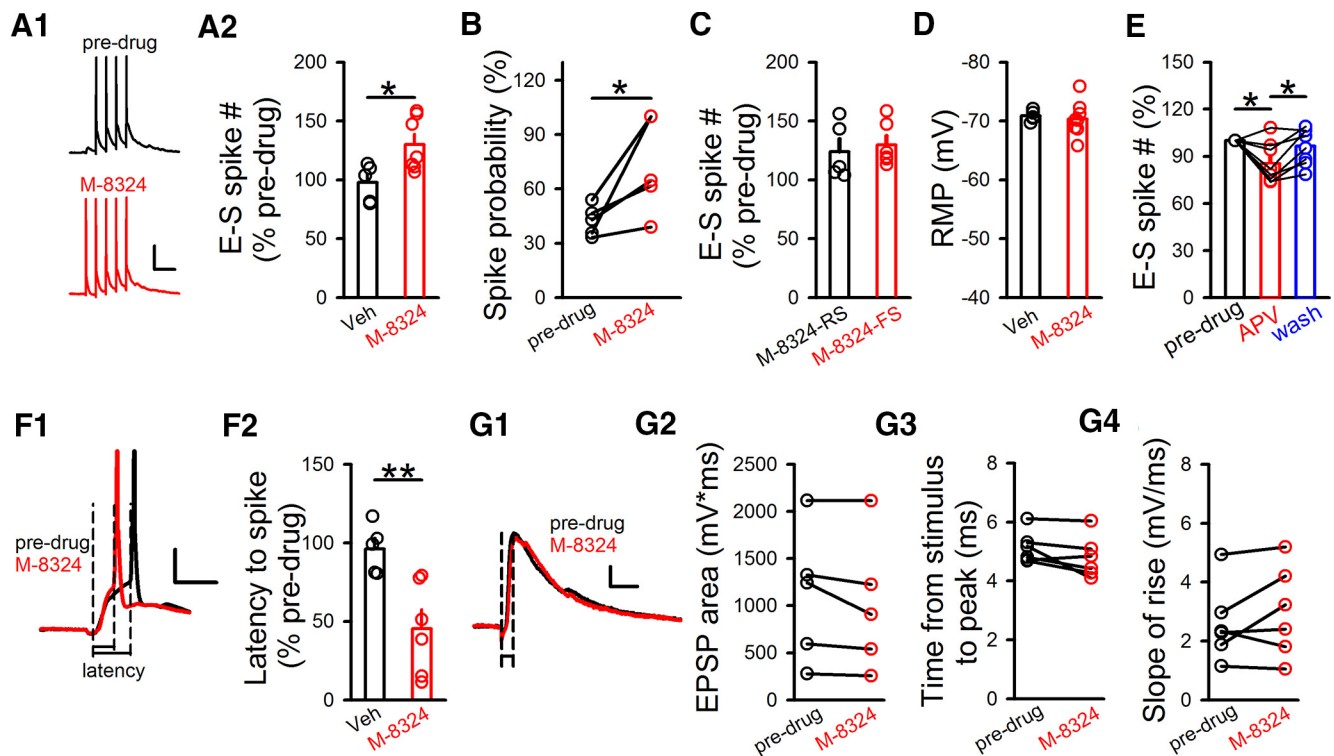 A1
pre-drug
M-8324
A2
E-S spike #
(% pre-drug)
200
150
100
50
0
*
Veh
M-8324
B
Spike probability (%)
120
90
60
30
0
*
pre-drug
M-8324
C
E-S spike #
(% pre-drug)
200
150
100
50
0
M-8324-RS
M-8324-FS
D
RMP (mV)
-80
-70
-60
-50
-40
Veh
M-8324
E
E-S spike # (%)
150
120
90
60
30
0
* *
pre-drug
APV
wash
F1
pre-drug
M-8324
latency
F2
Latency to spike
(% pre-drug)
150
100
50
0
**
Veh
M-8324
G1
pre-drug
M-8324
G2
EPSP area (mV*ms)
2500
2000
1500
1000
500
0
pre-drug
M-8324
G3
Time from stimulus
to peak (ms)
8
6
4
2
0
pre-drug
M-8324
G4
Slope of rise (mV/ms)
8
6
4
2
0
pre-drug
M-8324